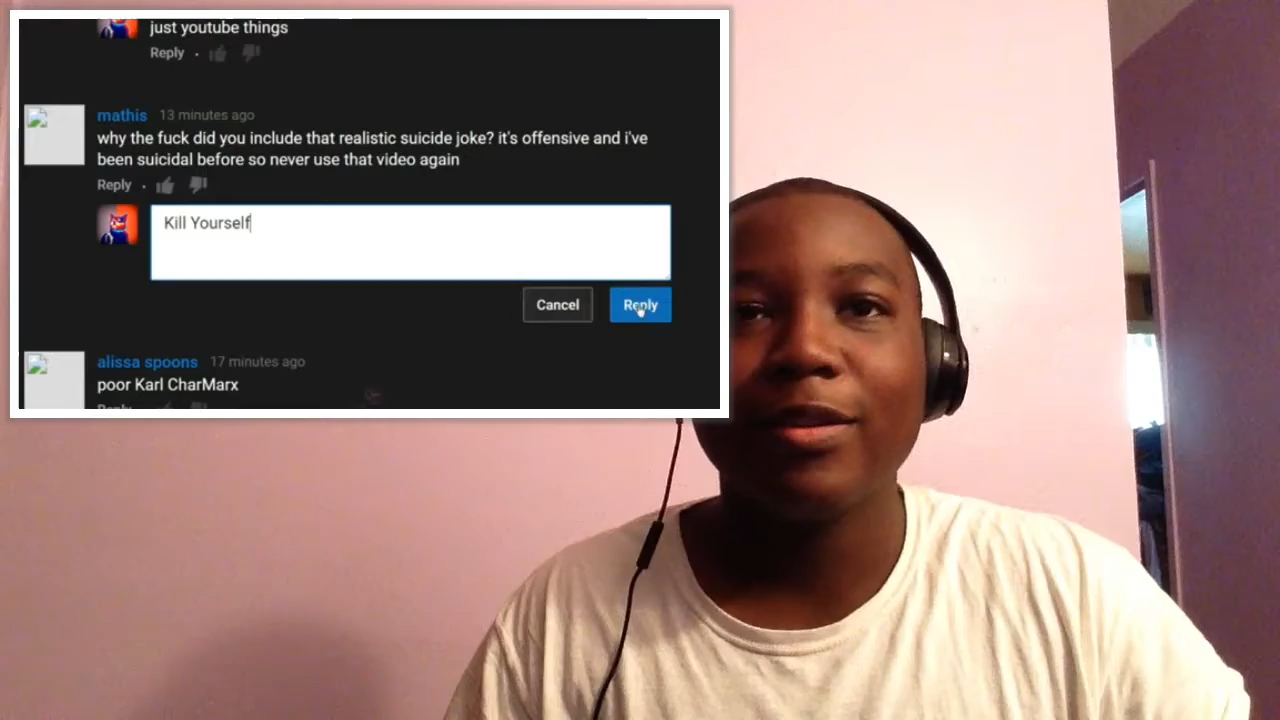 just youtube things
Reply
mathis 13 minutes ago
why the fuck did you include that realistic suicide joke? it's offensive and i've
been suicidal before so never use that video again
Reply
Kill Yourself
Cancel Reply
alissa spoons 17 minutes ago
poor Karl CharMarx
Reply